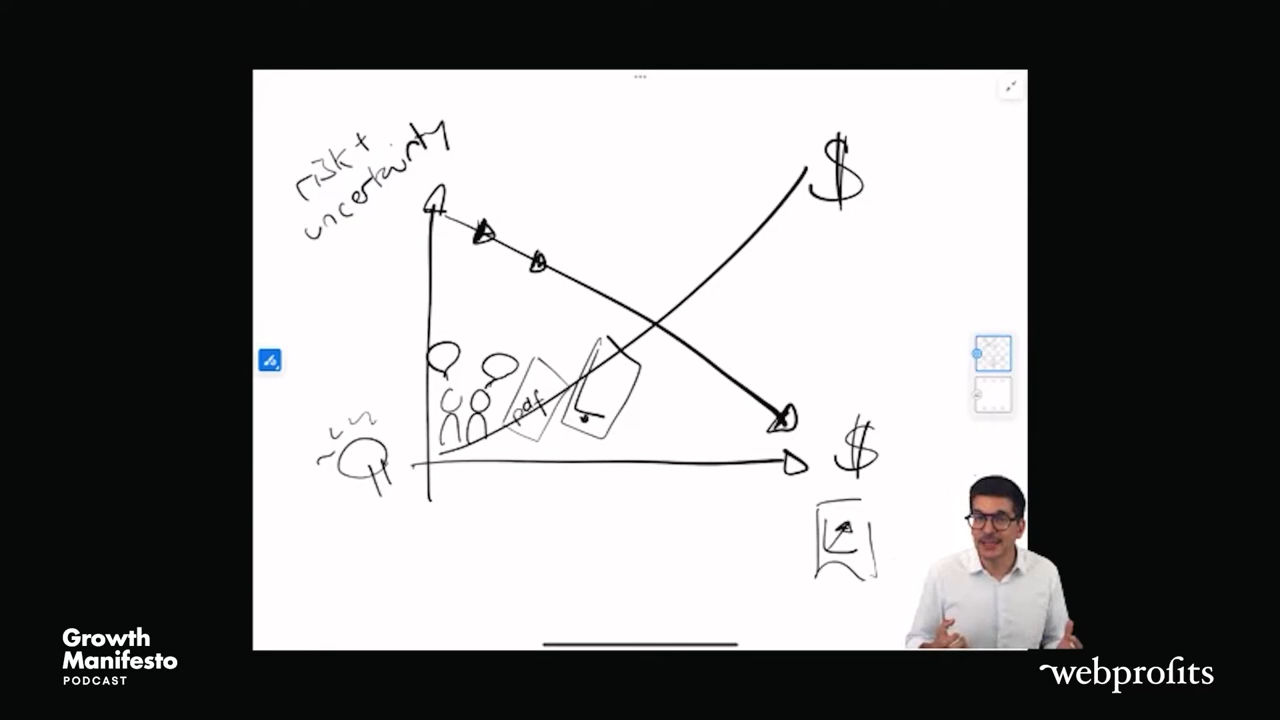 risk +
uncertainty
$
pdf
$
Growth
Manifesto
PODCAST
webprofits